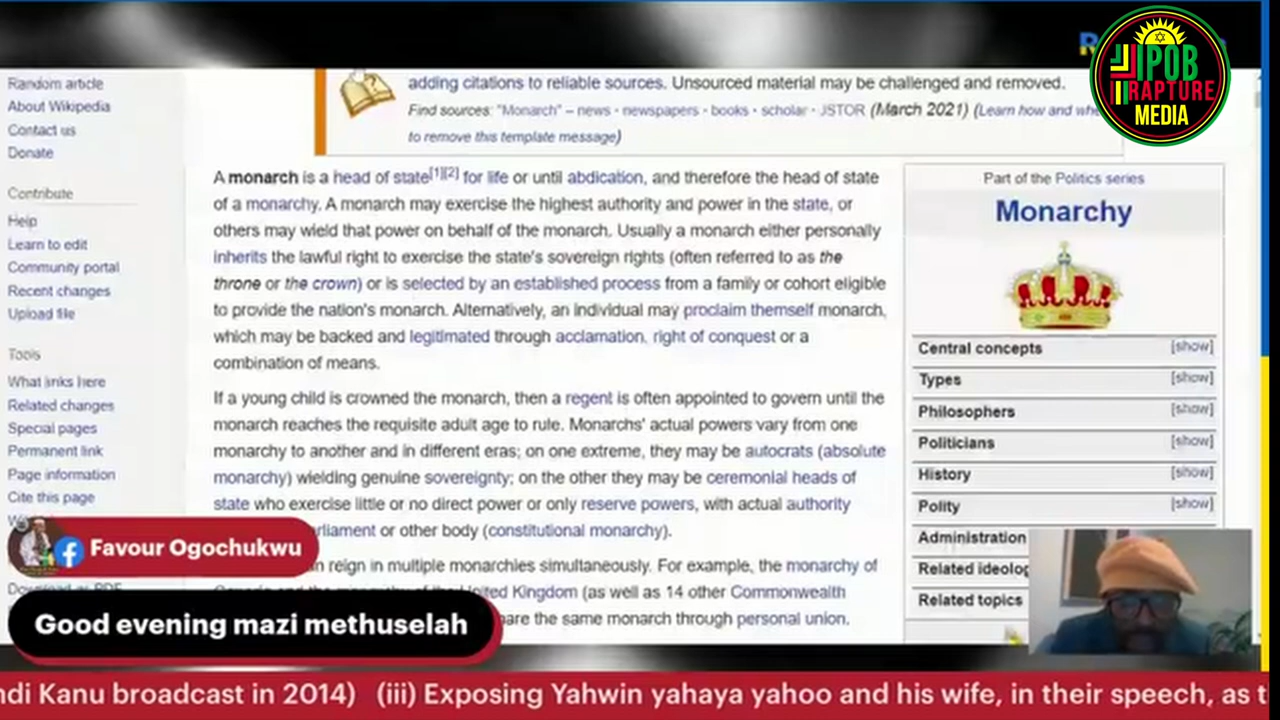 IPOB
RAPTURE
MEDIA
Random article
About Wikipedia
Contact us
Donate
Contribute
Help
Learn to edit
Community portal
Recent changes
Upload file
Tools
What links here
Related changes
Special pages
Permanent link
Page information
Cite this page
adding citations to reliable sources. Unsourced material may be challenged and removed.
Find sources: "Monarch" – news · newspapers · books · scholar · JSTOR (March 2021) (Learn how and
to remove this template message)
A monarch is a head of state[1][2] for life or until abdication, and therefore the head of state
of a monarchy. A monarch may exercise the highest authority and power in the state, or
others may wield that power on behalf of the monarch. Usually a monarch either personally
inherits the lawful right to exercise the state's sovereign rights (often referred to as the
throne or the crown) or is selected by an established process from a family or cohort eligible
to provide the nation's monarch. Alternatively, an individual may proclaim themself monarch,
which may be backed and legitimated through acclamation, right of conquest or a
combination of means.
If a young child is crowned the monarch, then a regent is often appointed to govern until the
monarch reaches the requisite adult age to rule. Monarchs' actual powers vary from one
monarchy to another and in different eras; on one extreme, they may be autocrats (absolute
monarchy) wielding genuine sovereignty; on the other they may be ceremonial heads of
state who exercise little or no direct power or only reserve powers, with actual authority
rliament or other body (constitutional monarchy).
n reign in multiple monarchies simultaneously. For example, the monarchy of
ited Kingdom (as well as 14 other Commonwealth
are the same monarch through personal union.
Part of the Politics series
Monarchy
Central concepts [show]
Types [show]
Philosophers [show]
Politicians [show]
History [show]
Polity [show]
Administration
Related ideolog
Related topics
Favour Ogochukwu
Good evening mazi methuselah
ndi Kanu broadcast in 2014) (iii) Exposing Yahwin yahaya yahoo and his wife, in their speech, as t